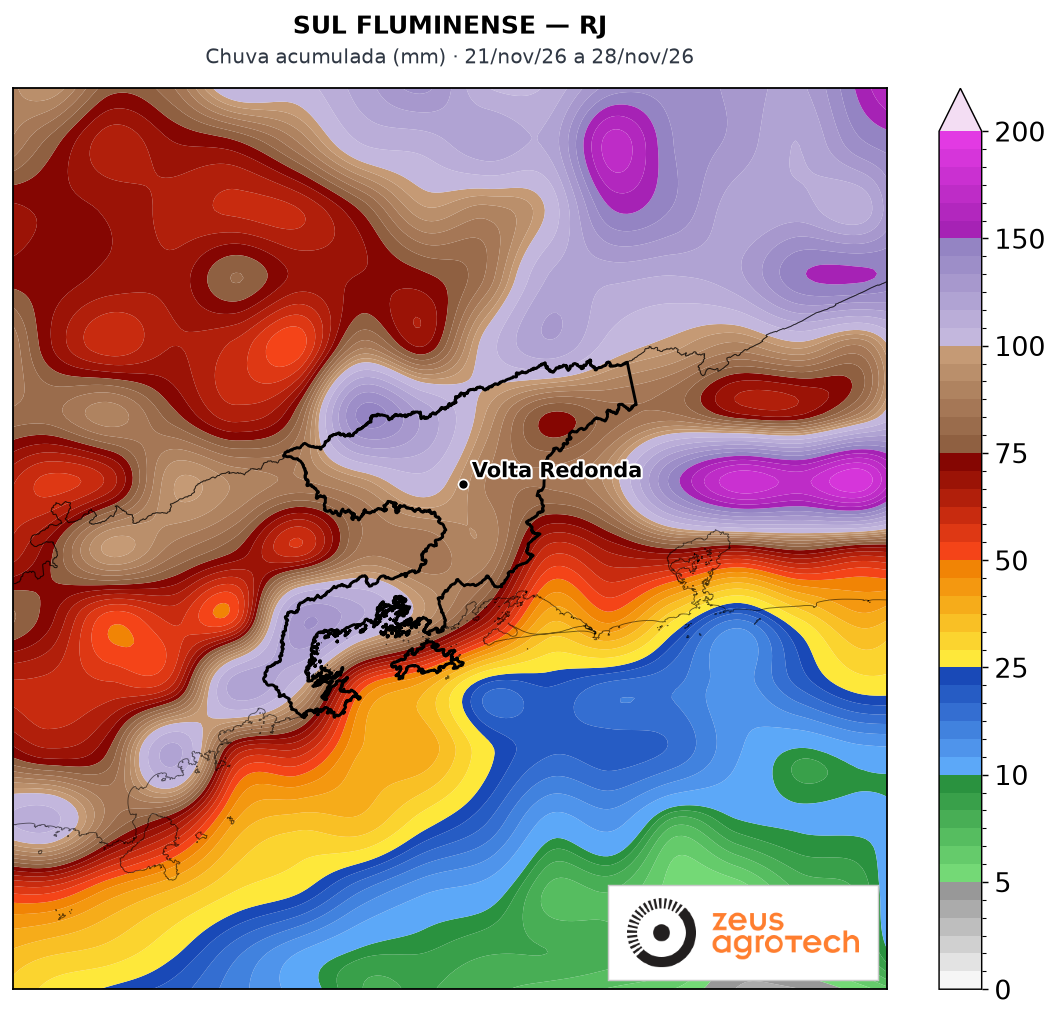 SUL FLUMINENSE — RJ
Chuva acumulada (mm) · 21/nov/26 a 28/nov/26
200
150
100
75
50
25
10
5
0
Volta Redonda
zeus
agrotech